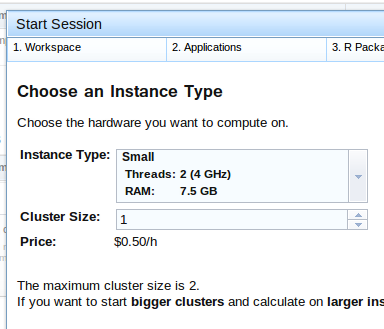 Start Session
1. Workspace
2. Applications
3. R Packa
Choose an Instance Type
Choose the hardware you want to compute on.
Instance Type: Small
Threads: 2 (4 GHz)
RAM: 7.5 GB
Cluster Size: 1
Price: $0.50/h
The maximum cluster size is 2.
If you want to start bigger clusters and calculate on larger ins